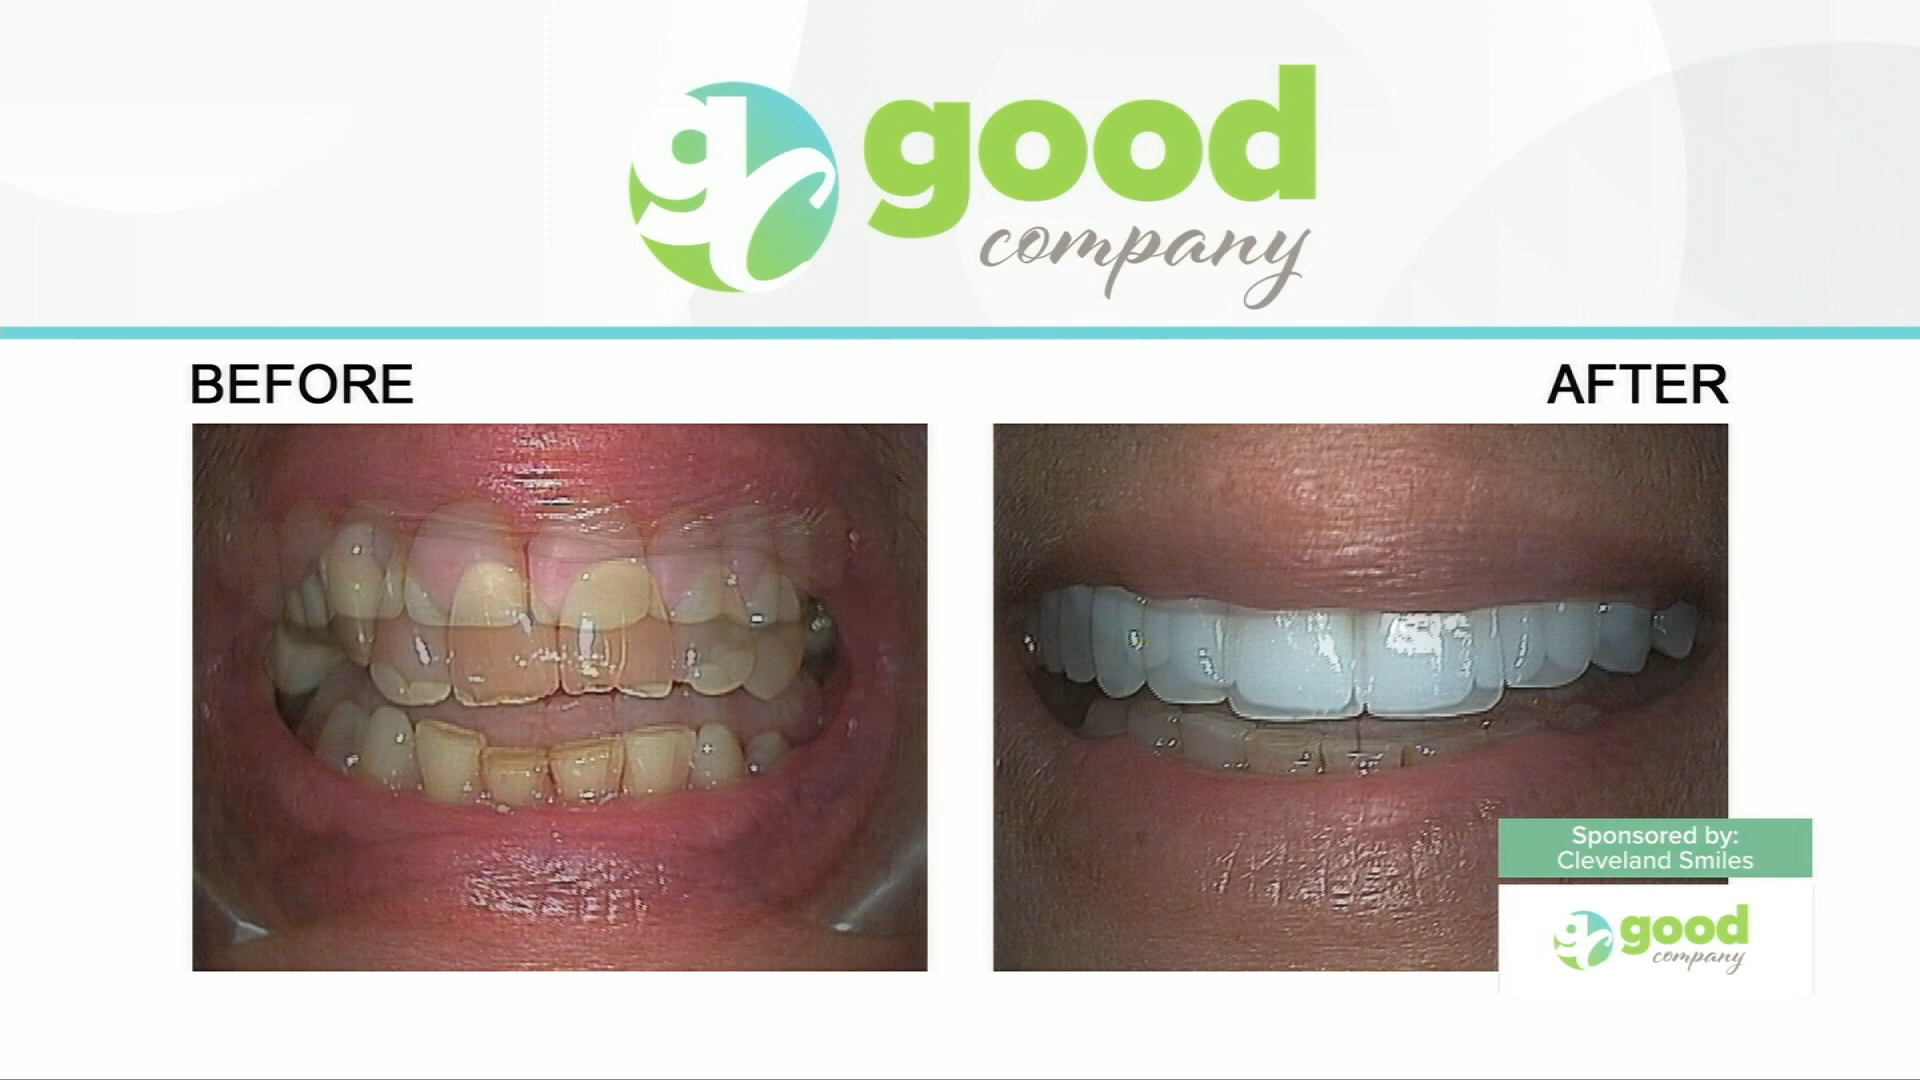 gc good
company
BEFORE
AFTER
Sponsored by:
Cleveland Smiles
gc good
company